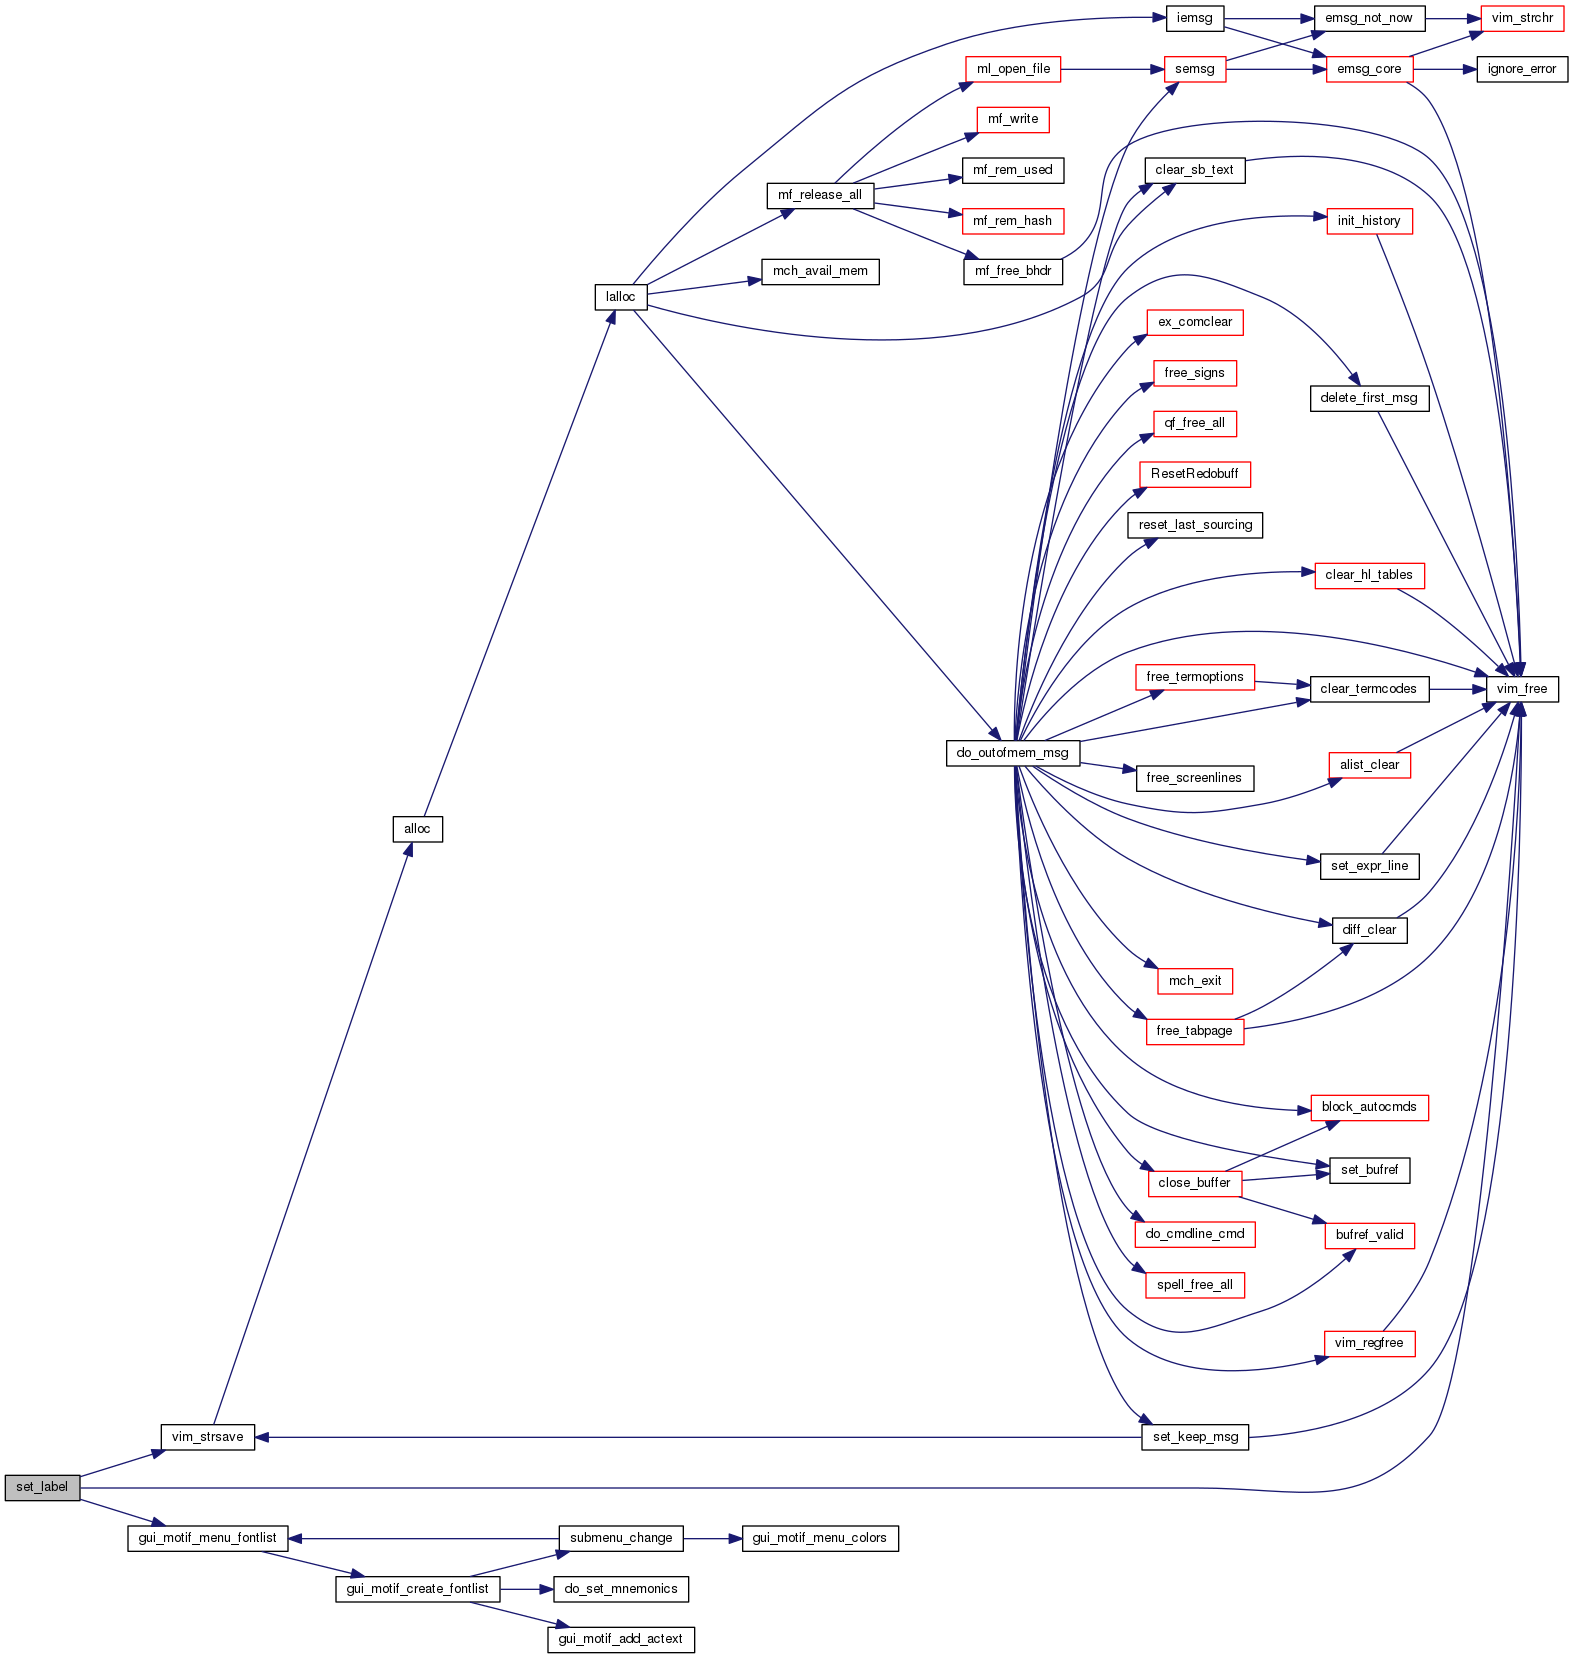 iemsg
emsg_not_now
vim_strchr
ml_open_file
semsg
emsg_core
ignore_error
mf_write
mf_rem_used
clear_sb_text
mf_release_all
mf_rem_hash
init_history
mch_avail_mem
mf_free_bhdr
lalloc
ex_comclear
free_signs
delete_first_msg
qf_free_all
ResetRedobuff
reset_last_sourcing
clear_hl_tables
free_termoptions
clear_termcodes
vim_free
do_outofmem_msg
free_screenlines
alist_clear
alloc
set_expr_line
diff_clear
mch_exit
free_tabpage
block_autocmds
set_bufref
close_buffer
do_cmdline_cmd
bufref_valid
spell_free_all
vim_regfree
vim_strsave
set_keep_msg
set_label
gui_motif_menu_fontlist
submenu_change
gui_motif_menu_colors
gui_motif_create_fontlist
do_set_mnemonics
gui_motif_add_actext